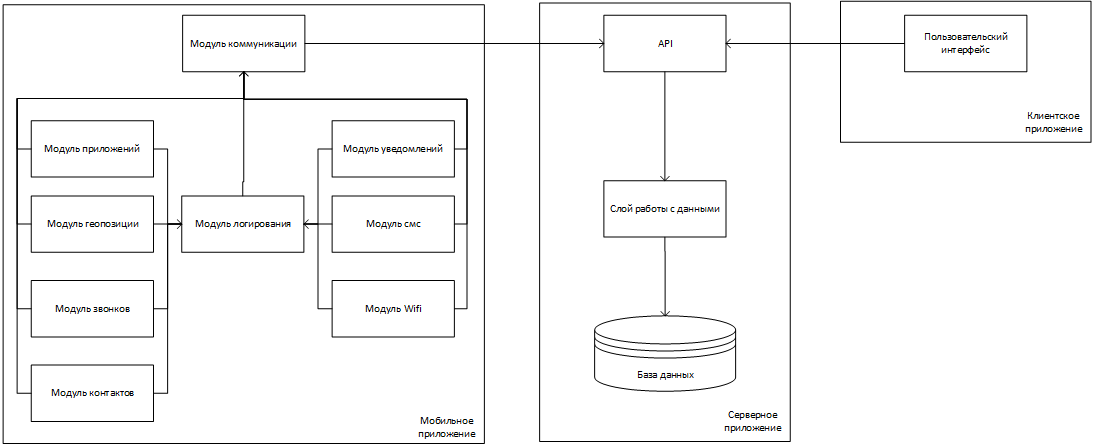 Модуль коммуникации
Модуль приложений
Модуль уведомлений
Модуль геопозиции
Модуль логирования
Модуль смс
Модуль звонков
Модуль Wifi
Модуль контактов
Мобильное
приложение
API
Слой работы с данными
База данных
Серверное
приложение
Пользовательский
интерфейс
Клиентское
приложение